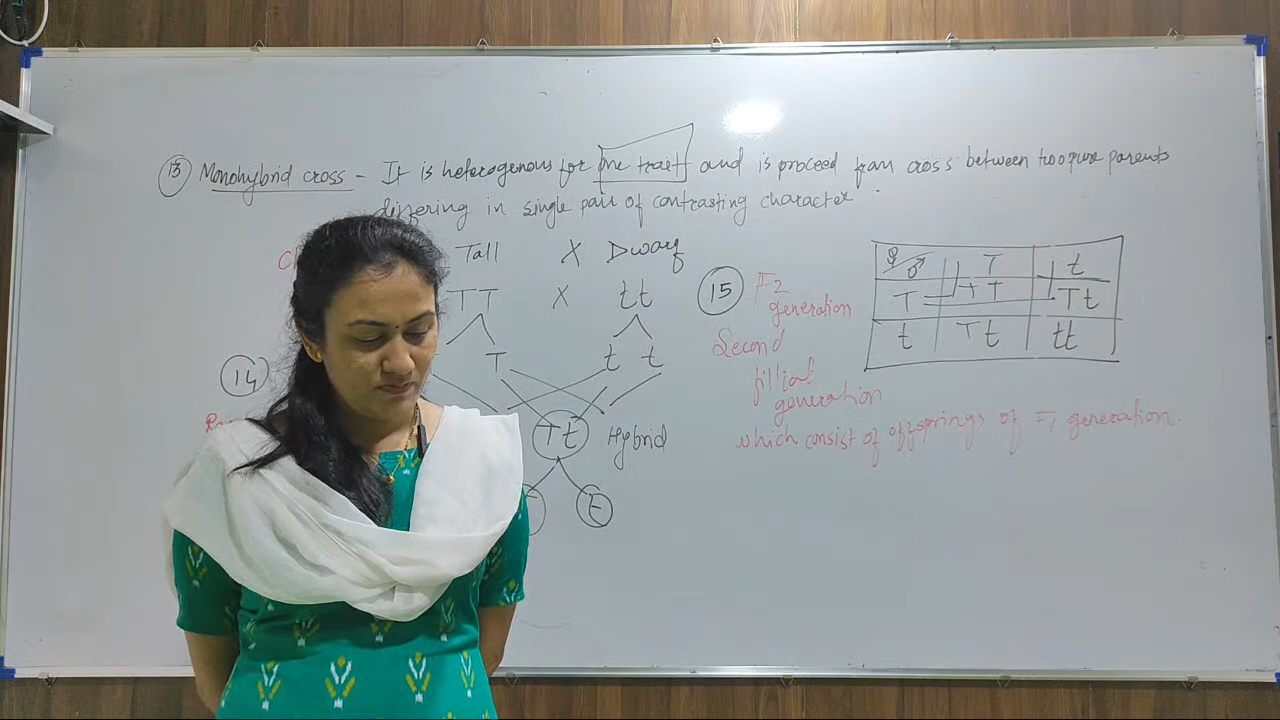 13 Monohybrid cross - It is heterogenous for one trait and is proceed from cross between two pure parents
differing in single pair of contrasting character
Tall X Dwarf
TT X tt
T t t
14
Tt Hybrid
t
15 F2
generation
Second
fillial
generation
which consist of offsprings of F1 generation.
♀ ♂ T t
T TT Tt
t Tt tt